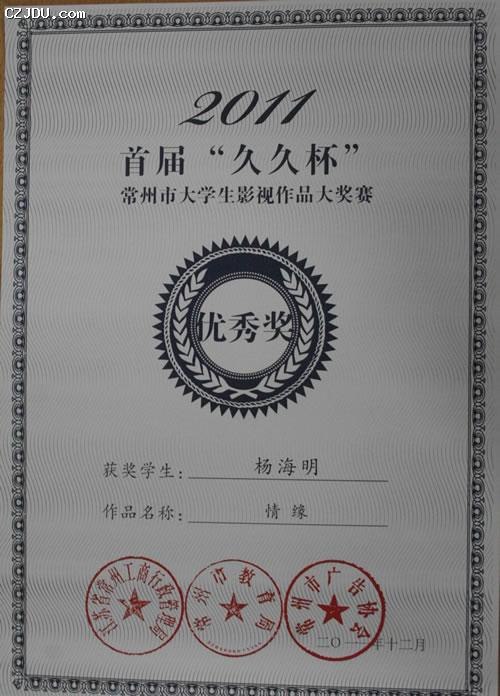 CZJDU.com
2011
首届“久久杯”
常州市大学生影视作品大奖赛
优秀奖
获奖学生：杨海明
作品名称：情缘
江苏省常州工商行政管理局
常州市教育局
常州市广告协会
二〇一一年十二月